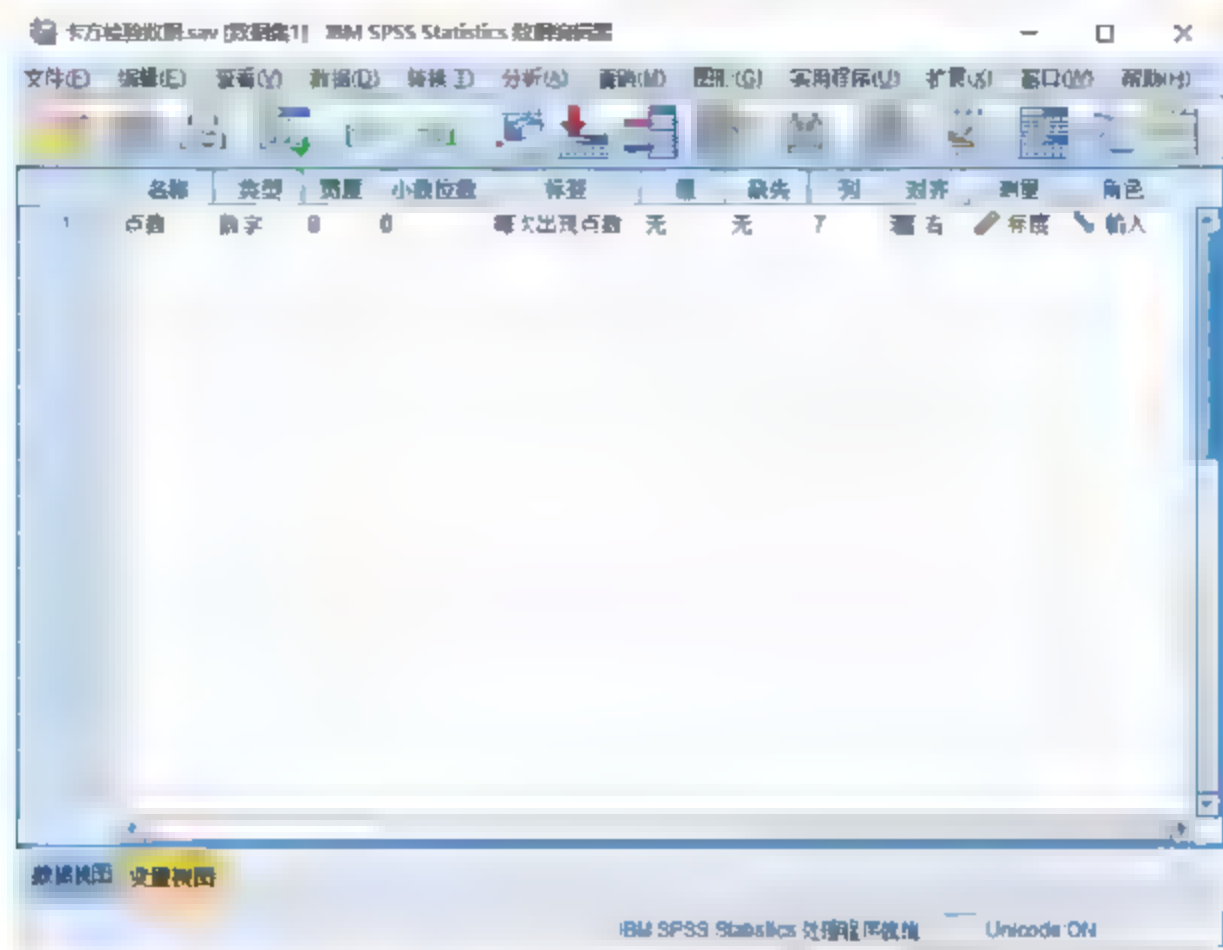 卡方检验数据.sav [数据集1] IBM SPSS Statistics 数据编辑器
文件(E) 编辑(E) 查看(V) 数据(D) 转换(T) 分析(A) 直销(M) 图形(G) 实用程序(U) 扩展(X) 窗口(W) 帮助(H)
名称 类型 宽度 小数位数 标签 值 缺失 列 对齐 测量 角色
1 点数 数字 8 0 每次出现点数 无 无 7 右 标度 输入
数据视图 变量视图
IBM SPSS Statistics 处理程序就绪 Unicode:ON